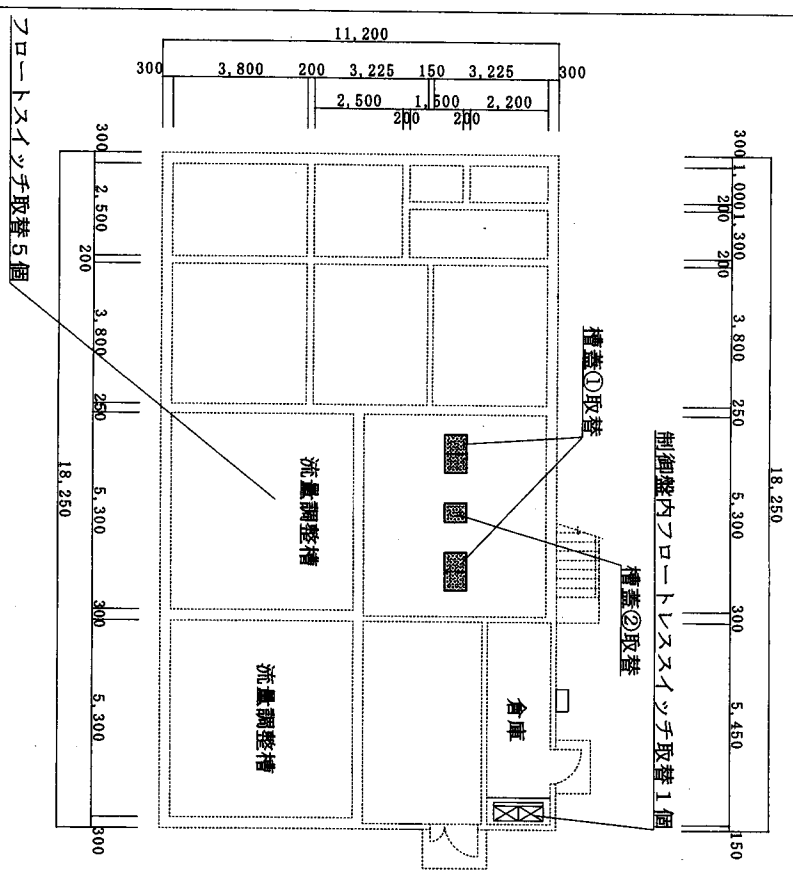 11,200
300 3,800 200 3,225 150 3,225 300
2,500 1,500 2,200
200 200
フロートスイッチ取替5個
300 2,500 200 3,800 250 5,300 300 5,300 300
18,250
300 1,000 200 1,300 200 3,800 250 5,300 300 5,450 150
18,250
槽蓋①取替
槽蓋②取替
制御盤内フロートレススイッチ取替1個
流量調整槽
流量調整槽
倉庫